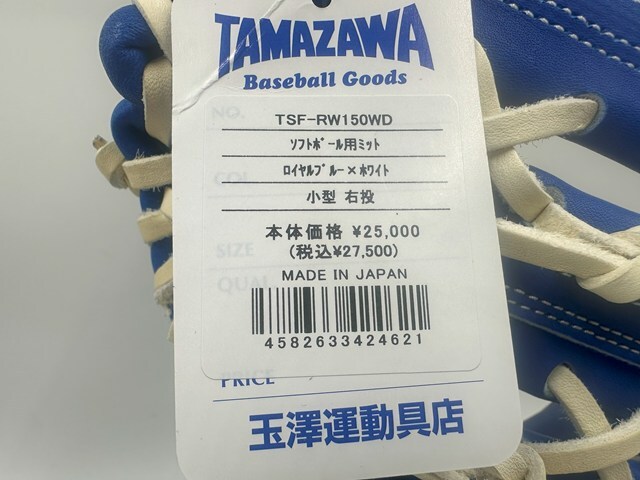 TAMAZAWA
Baseball Goods
NO.
TSF-RW150WD
ｿﾌﾄﾎﾞｰﾙ用ﾐｯﾄ
COL
ﾛｲﾔﾙﾌﾞﾙｰ×ﾎﾜｲﾄ
小型 右投
本体価格 ¥25,000
SIZE
(税込¥27,500)
QUAL
MADE IN JAPAN
4582633424621
PRICE
玉澤運動具店